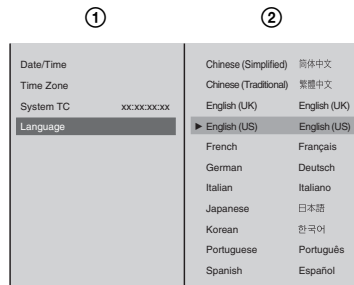 ①
②
Date/Time
Time Zone
System TC xx:xx:xx:xx
Language
Chinese (Simplified) 简体中文
Chinese (Traditional) 繁體中文
English (UK) English (UK)
▶ English (US) English (US)
French Français
German Deutsch
Italian Italiano
Japanese 日本語
Korean 한국어
Portuguese Português
Spanish Español